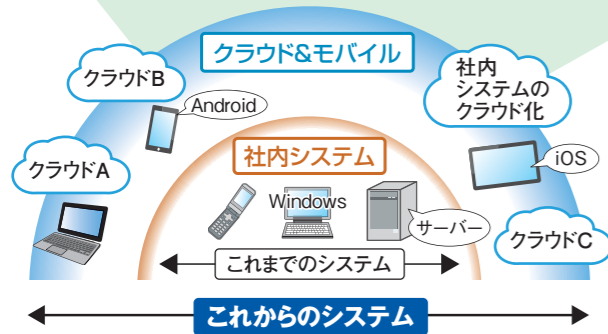 クラウド&モバイル
クラウドB
Android
クラウドA
社内
システムの
クラウド化
iOS
クラウドC
社内システム
Windows
サーバー
これまでのシステム
これからのシステム